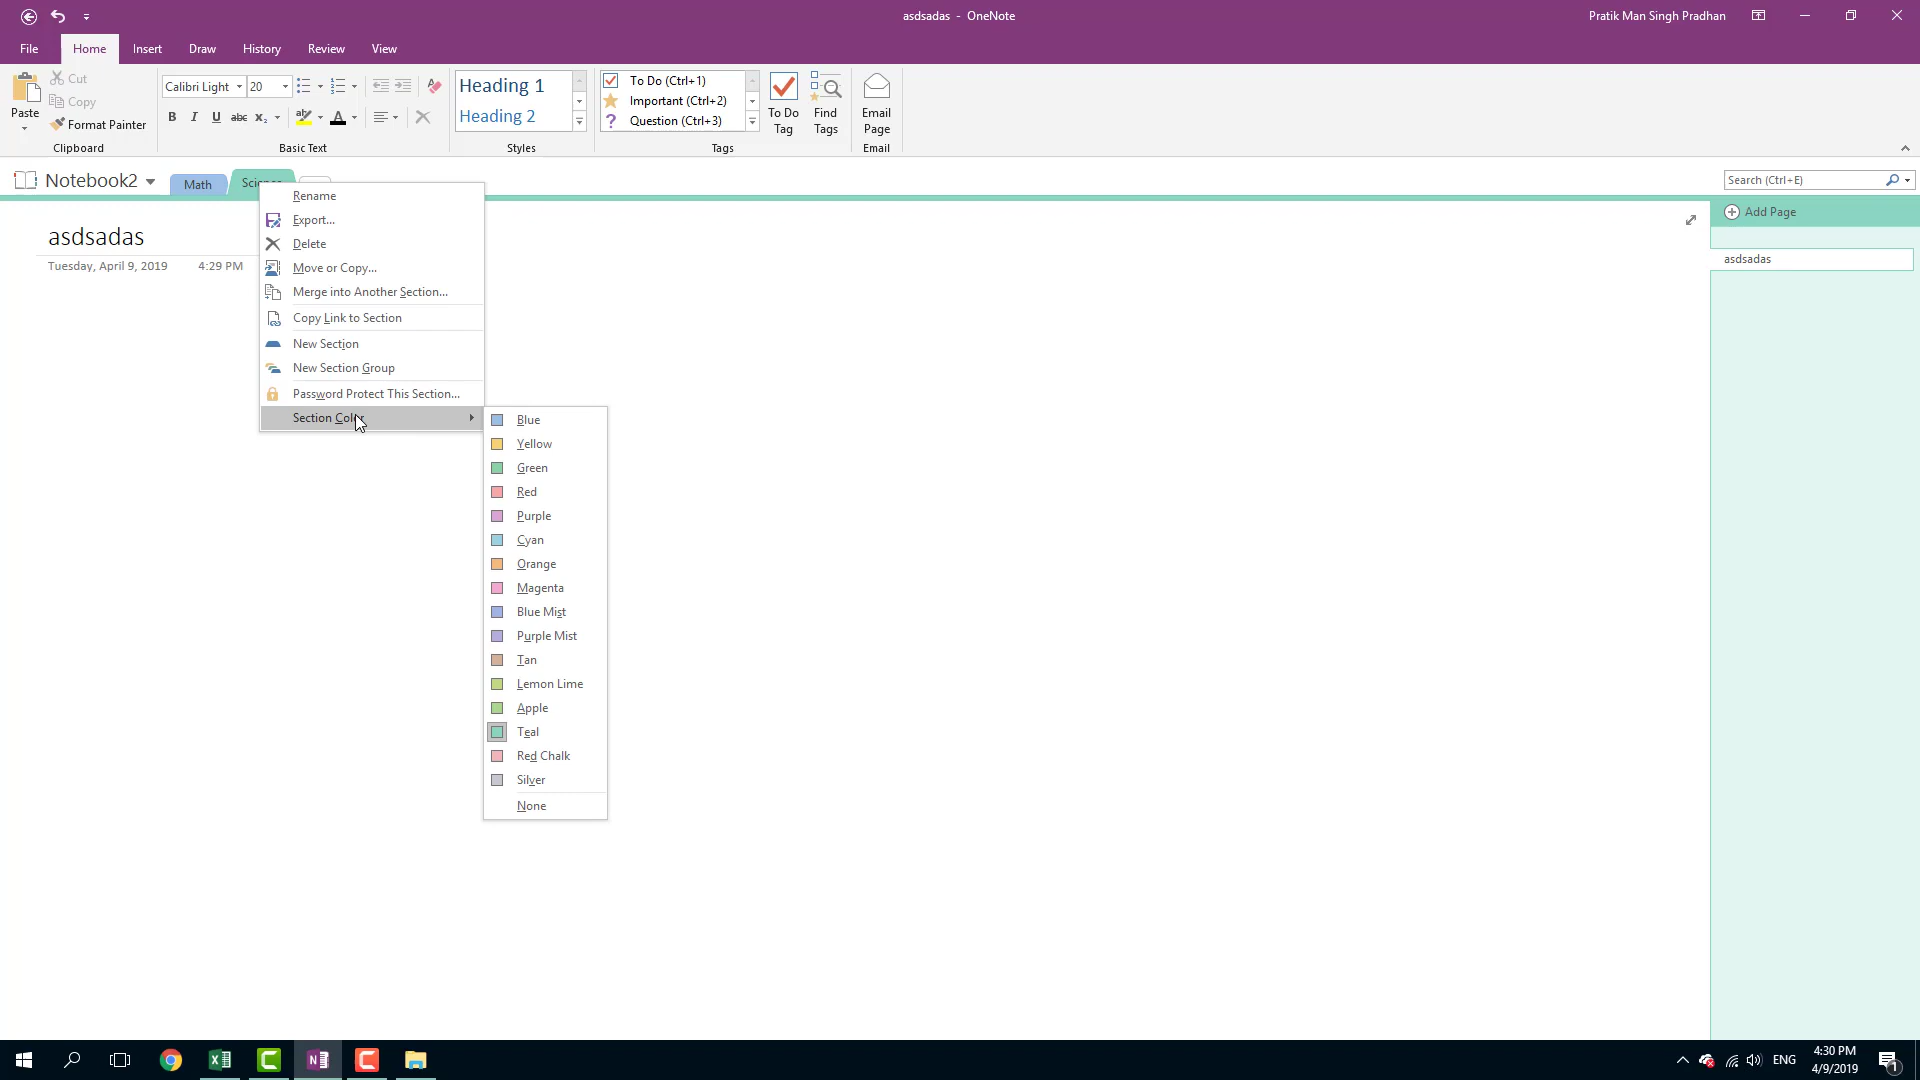 asdsadas - OneNote
Pratik Man Singh Pradhan
File
Home
Insert
Draw
History
Review
View
Paste
Cut
Copy
Format Painter
Clipboard
Calibri Light
20
B I U abc x₂
A
Basic Text
Heading 1
Heading 2
Styles
To Do (Ctrl+1)
Important (Ctrl+2)
? Question (Ctrl+3)
Tags
To Do
Tag
Find
Tags
Email
Page
Email
Notebook2
Math
Search (Ctrl+E)
Rename
Export...
Delete
Move or Copy...
Merge into Another Section...
Copy Link to Section
New Section
New Section Group
Password Protect This Section...
Blue
Yellow
Green
Red
Purple
Cyan
Orange
Magenta
Blue Mist
Purple Mist
Tan
Lemon Lime
Apple
Teal
Red Chalk
Silver
None
asdsadas
Tuesday, April 9, 2019
4:29 PM
Add Page
asdsadas
ENG
4:30 PM
4/9/2019
1